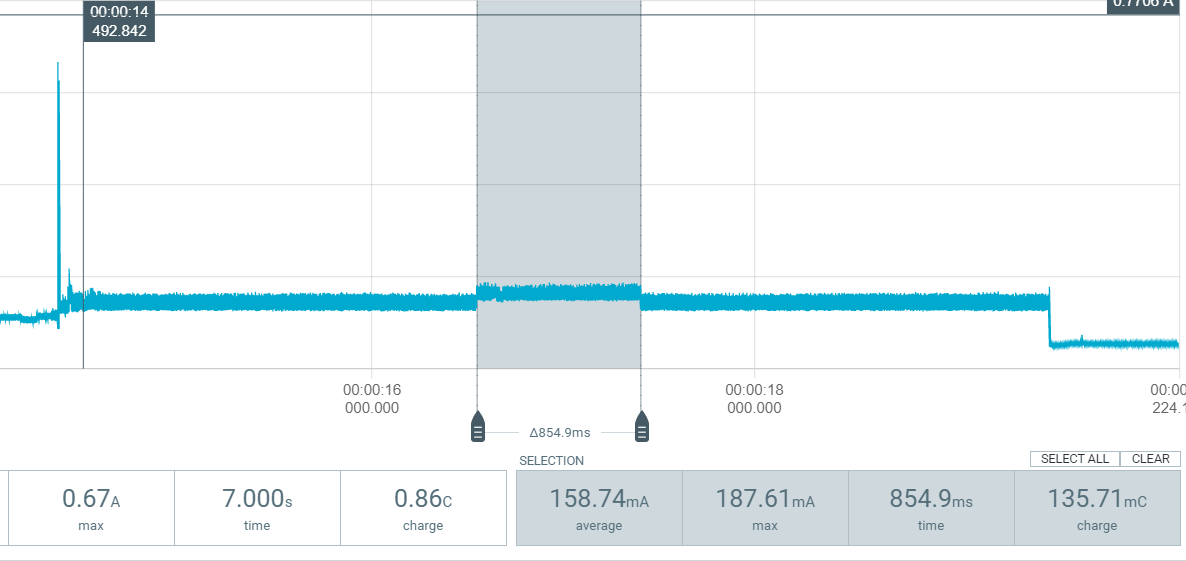 00:00:14
492.842
0.7706 A
00:00:16
000.000
00:00:18
000.000
00:00
224.1
Δ854.9ms
SELECTION
SELECT ALL
CLEAR
0.67A
max
7.000s
time
0.86C
charge
158.74mA
average
187.61mA
max
854.9ms
time
135.71mC
charge